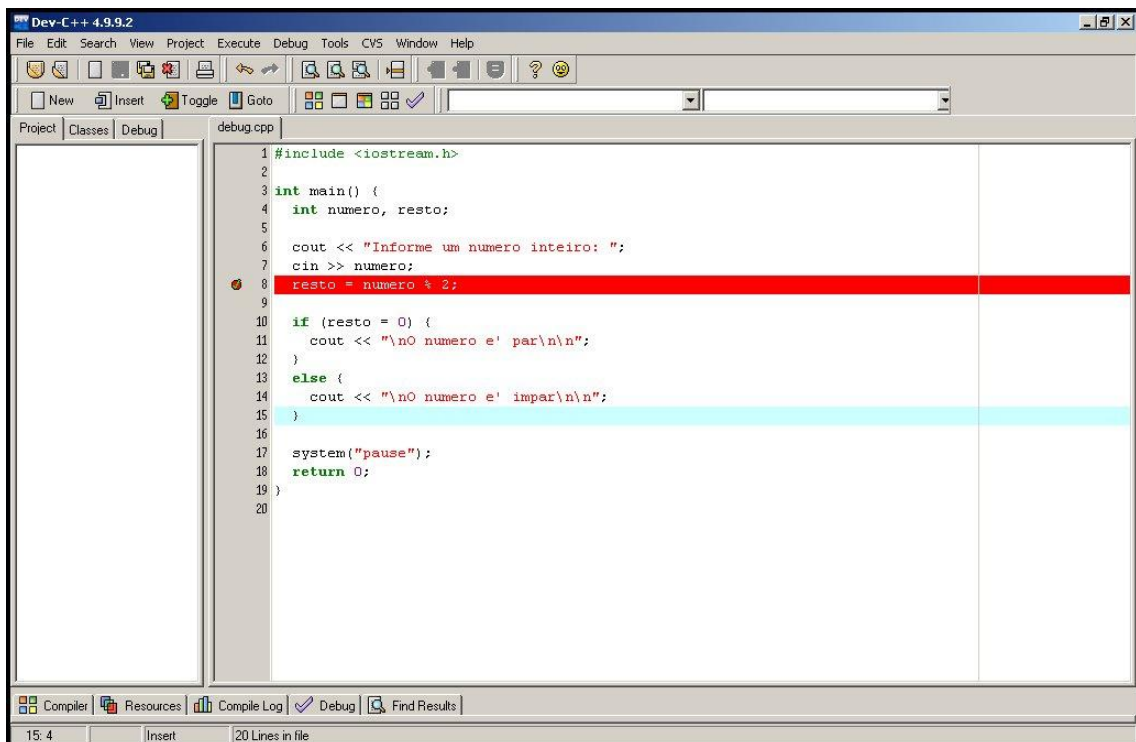 Dev-C++ 4.9.9.2
File Edit Search View Project Execute Debug Tools CVS Window Help
New Insert Toggle Goto
Project Classes Debug debug.cpp
1 #include <iostream.h>
2
3 int main() {
4   int numero, resto;
5
6   cout << "Informe um numero inteiro: ";
7   cin >> numero;
8   resto = numero % 2;
9
10   if (resto = 0) {
11     cout << "\nO numero e' par\n\n";
12   }
13   else {
14     cout << "\nO numero e' impar\n\n";
15   }
16
17   system("pause");
18   return 0;
19 }
20
Compiler Resources Compile Log Debug Find Results
15: 4 Insert 20 Lines in file